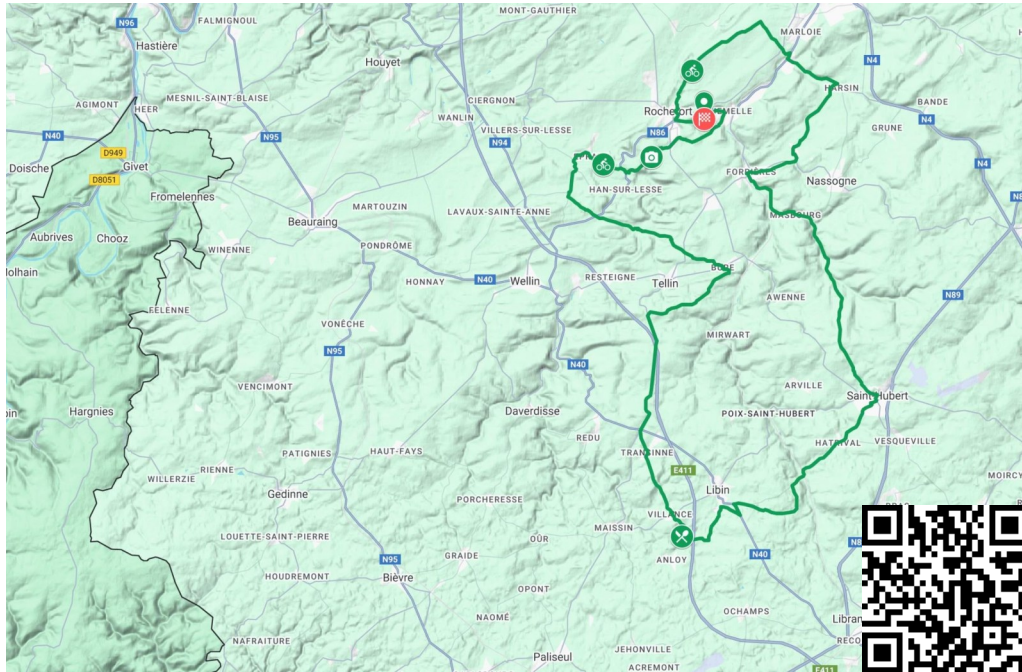 MONT-GAUTHIER
N96
FALMIGNOUL
MARLOIE
Hastière
Houyet
N4
HARSIN
AGIMONT
HEER
MESNIL-SAINT-BLAISE
CIERGNON
BANDE
WANLIN
Rochefort
N86
N4
N40
N95
VILLERS-SUR-LESSE
GRUNE
N94
D949
Doische
Givet
N4
D8051
HAN-SUR-LESSE
FORRIÈRES
Nassogne
Fromelennes
MARTOUZIN
LAVAUX-SAINTE-ANNE
MASBOURG
Beauraing
Aubrives
Chooz
WINENNE
PONDRÔME
BURE
HONNAY
N40
Wellin
RESTEIGNE
Tellin
N89
AWENNE
FELENNE
VONÊCHE
MIRWART
N95
N40
VENCIMONT
ARVILLE
Saint-Hubert
Hargnies
Daverdisse
POIX-SAINT-HUBERT
REDU
HATRIVAL
VESQUEVILLE
PATIGNIES
HAUT-FAYS
TRANSINNE
RIENNE
E411
WILLERZIE
Gedinne
Libin
PORCHERESSE
VILLANCE
MAISSIN
LOUETTE-SAINT-PIERRE
OUR
N95
GRAIDE
ANLOY
N40
HOUDREMONT
Bièvre
OPONT
OCHAMPS
NAOMÉ
NAFRAITURE
JEHONVILLE
Paliseul
ACREMONT
E411